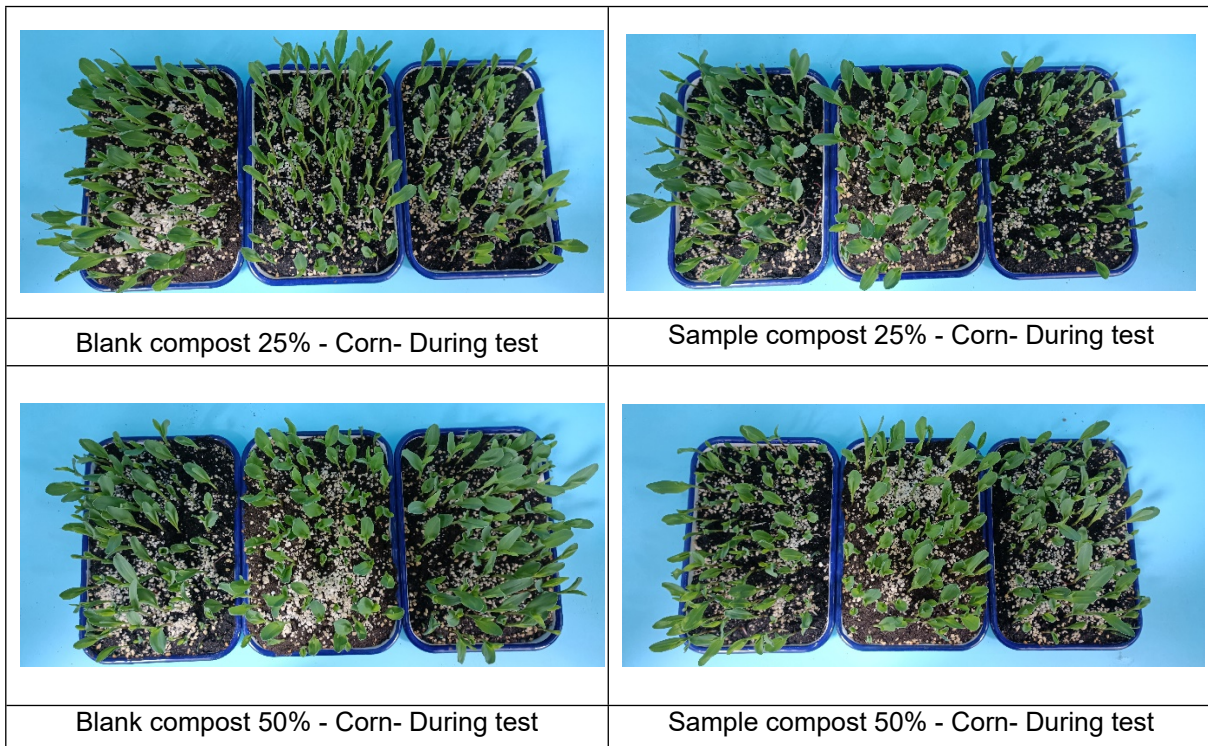 Blank compost 25% - Corn- During test
Sample compost 25% - Corn- During test
Blank compost 50% - Corn- During test
Sample compost 50% - Corn- During test